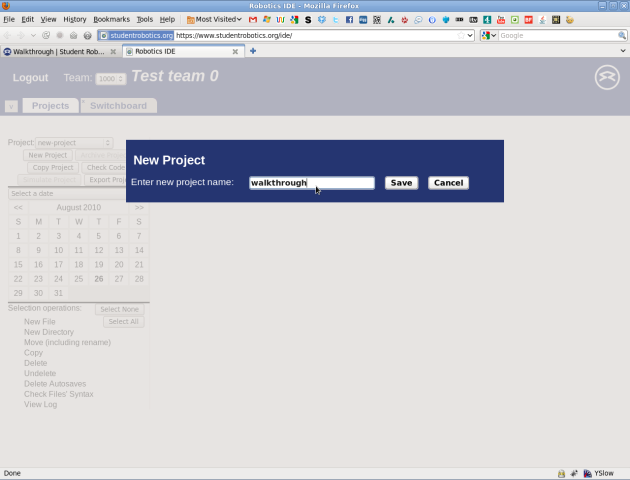 Robotics IDE - Mozilla Firefox
File Edit View History Bookmarks Tools Help Most Visited
studentrobotics.org https://www.studentrobotics.org/ide/ Google
Walkthrough | Student Rob... Robotics IDE
Logout Team: 1000 Test team 0
Projects Switchboard
Project: new-project
New Project
Copy Project Check Code
Export Proj
New Project
Enter new project name: walkthrough Save Cancel
Select a date
<< August 2010 >>
S M T W T F S
1 2 3 4 5 6 7
8 9 10 11 12 13 14
15 16 17 18 19 20 21
22 23 24 25 26 27 28
29 30 31
Selection operations: Select None
Select All
New File
New Directory
Move (including rename)
Copy
Delete
Undelete
Delete Autosaves
Check Files' Syntax
View Log
Done YSlow